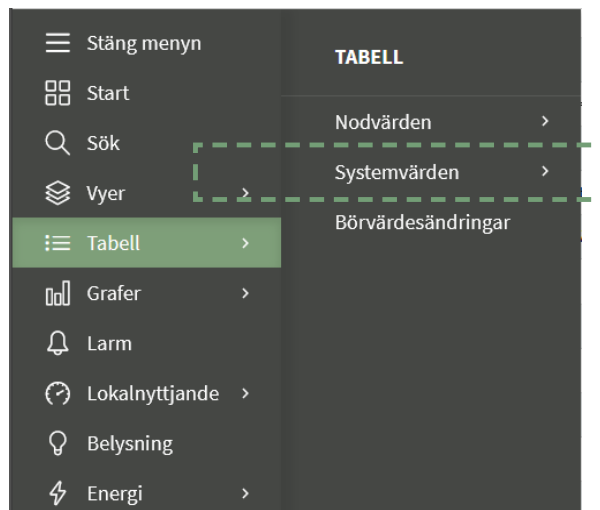 Stäng menyn
Start
Sök
Vyer
Tabell
Grafer
Larm
Lokalnyttjande
Belysning
Energi
TABELL
Nodvärden
Systemvärden
Börvärdesändringar